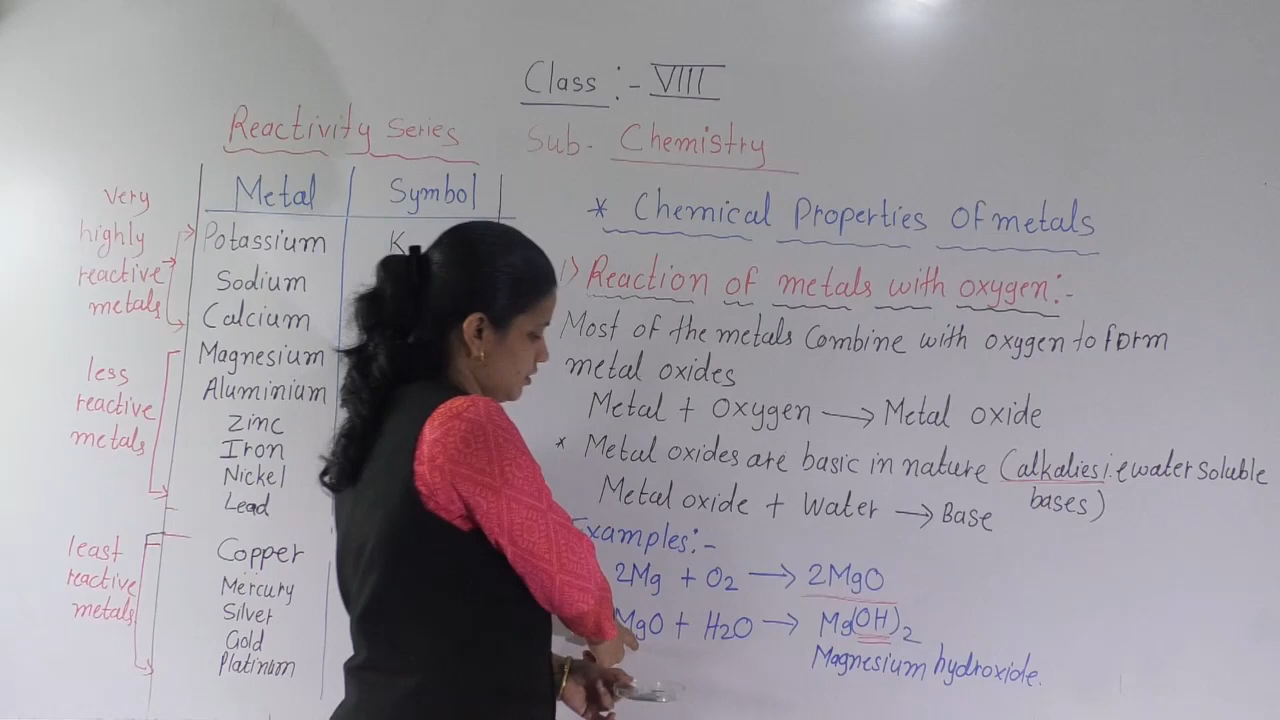 Class :- VIII
Sub- Chemistry
Reactivity Series
Metal Symbol
Potassium K
Sodium
Calcium
Magnesium
Aluminium
Zinc
Iron
Nickel
Lead
Copper
Mercury
Silver
Gold
Platinum
very
highly
reactive
metals
less
reactive
metals
least
reactive
metals
* Chemical Properties Of metals
1) Reaction of metals with oxygen:-
Most of the metals Combine with oxygen to form
metal oxides
Metal + Oxygen → Metal oxide
* Metal oxides are basic in nature (alkalies i.e water soluble
bases)
Metal oxide + Water → Base
Examples:-
2Mg + O2 → 2MgO
MgO + H2O → Mg(OH)2
Magnesium hydroxide.